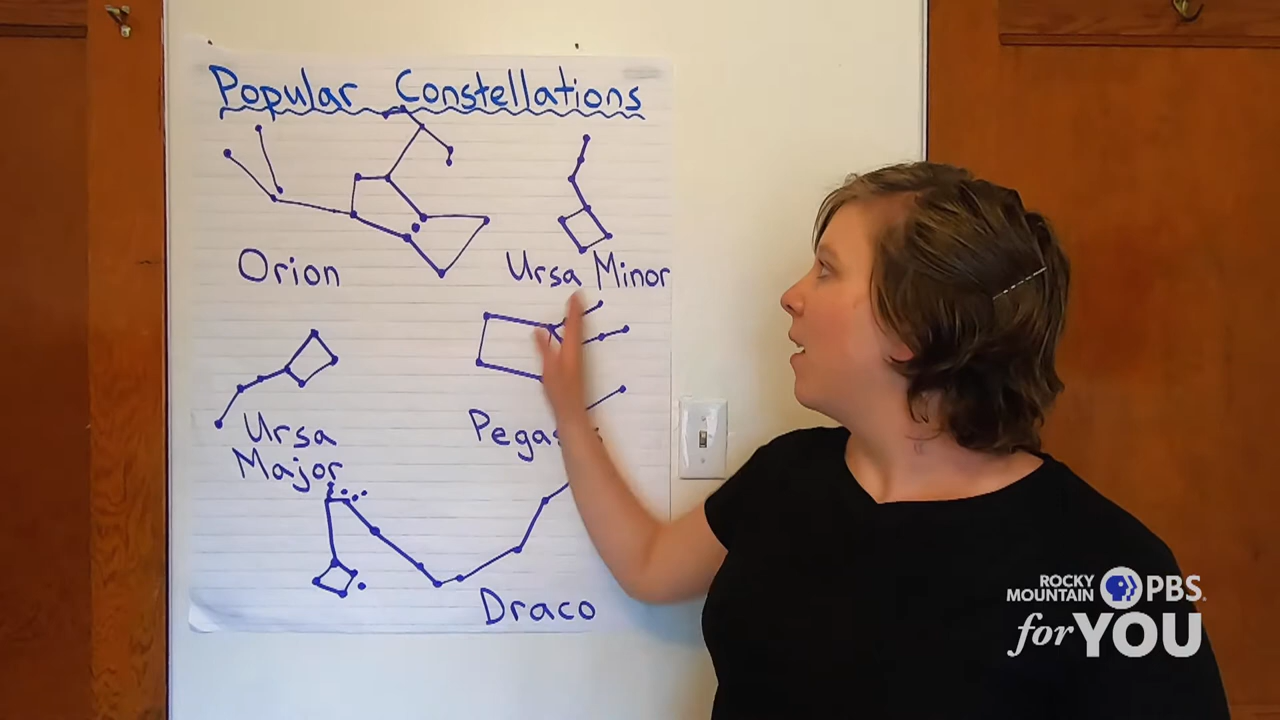 Popular Constellations
Orion
Ursa Minor
Ursa
Major
Draco
ROCKY
MOUNTAIN PBS.
for YOU